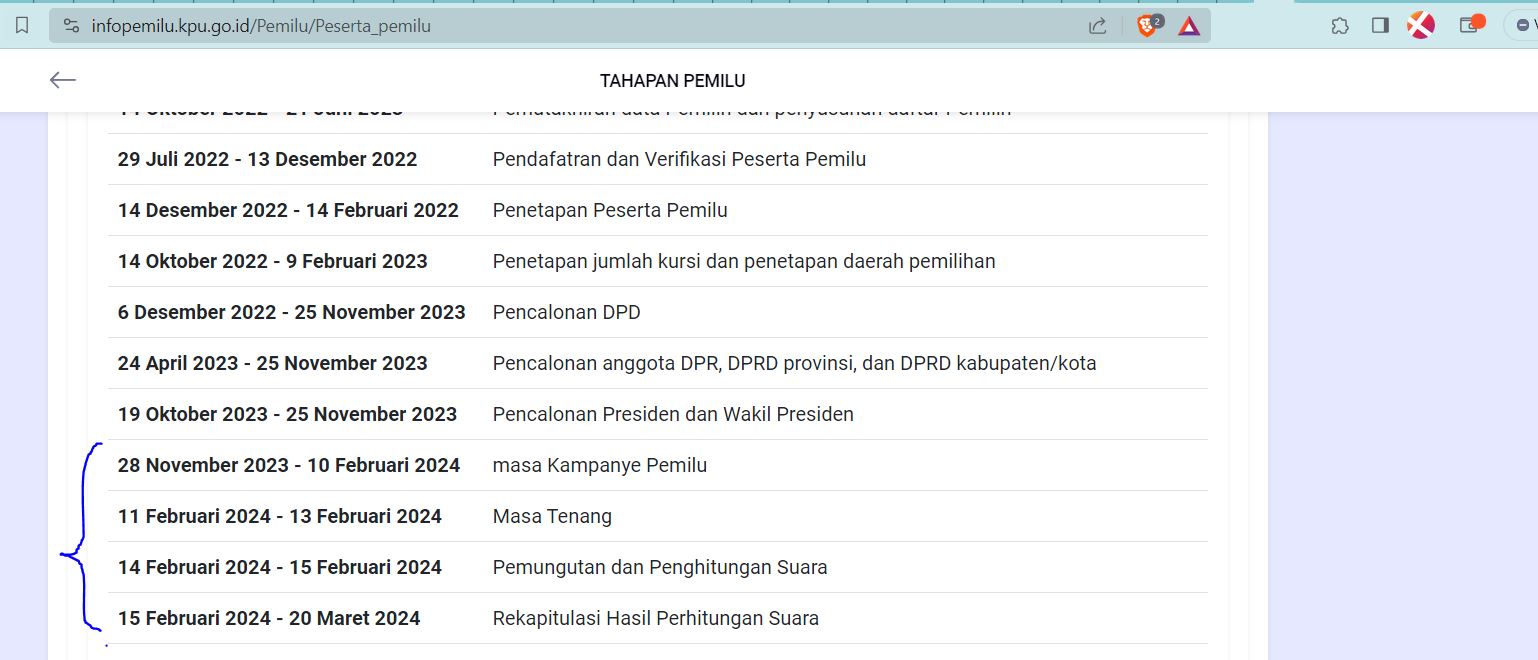 infopemilu.kpu.go.id/Pemilu/Peserta_pemilu
2
TAHAPAN PEMILU
29 Juli 2022 - 13 Desember 2022 Pendafatran dan Verifikasi Peserta Pemilu
14 Desember 2022 - 14 Februari 2022 Penetapan Peserta Pemilu
14 Oktober 2022 - 9 Februari 2023 Penetapan jumlah kursi dan penetapan daerah pemilihan
6 Desember 2022 - 25 November 2023 Pencalonan DPD
24 April 2023 - 25 November 2023 Pencalonan anggota DPR, DPRD provinsi, dan DPRD kabupaten/kota
19 Oktober 2023 - 25 November 2023 Pencalonan Presiden dan Wakil Presiden
28 November 2023 - 10 Februari 2024 masa Kampanye Pemilu
11 Februari 2024 - 13 Februari 2024 Masa Tenang
14 Februari 2024 - 15 Februari 2024 Pemungutan dan Penghitungan Suara
15 Februari 2024 - 20 Maret 2024 Rekapitulasi Hasil Perhitungan Suara